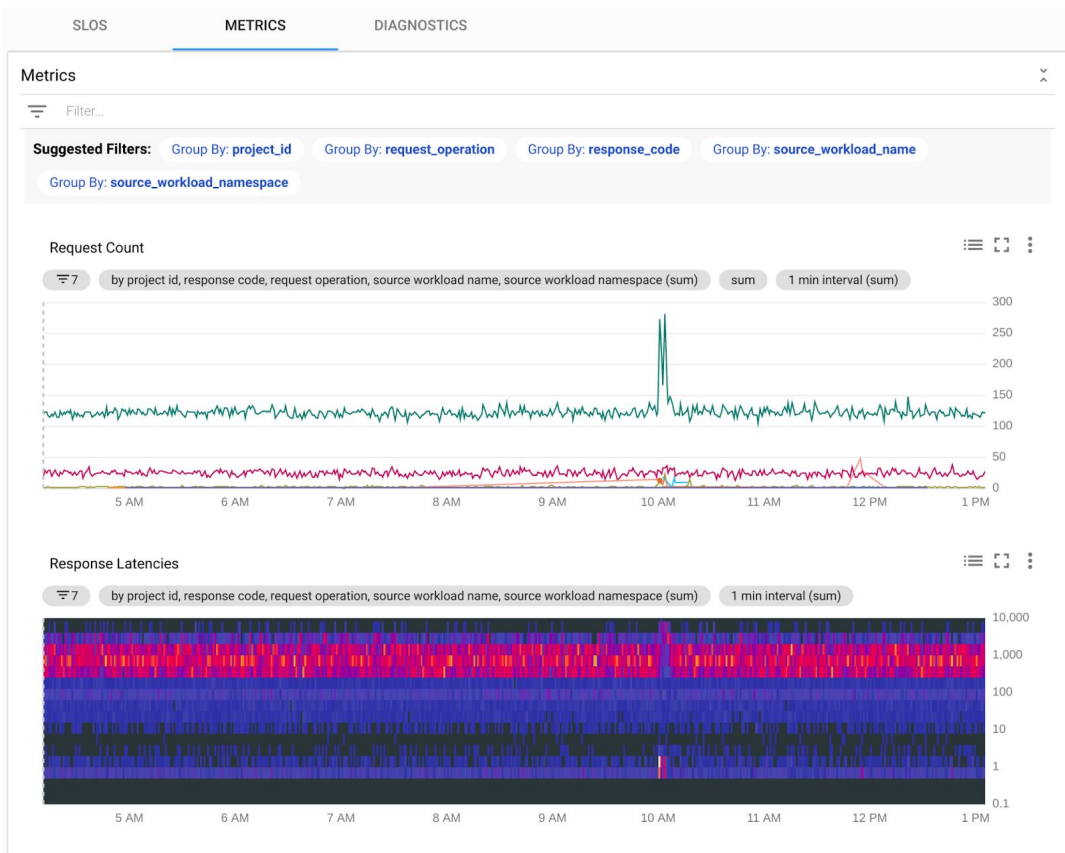 SLOS METRICS DIAGNOSTICS
Metrics
Filter...
Suggested Filters: Group By: project_id Group By: request_operation Group By: response_code Group By: source_workload_name
Group By: source_workload_namespace
Request Count
7 by project id, response code, request operation, source workload name, source workload namespace (sum) sum 1 min interval (sum)
300
250
200
150
100
50
0
5 AM 6 AM 7 AM 8 AM 9 AM 10 AM 11 AM 12 PM 1 PM
Response Latencies
7 by project id, response code, request operation, source workload name, source workload namespace (sum) 1 min interval (sum)
10,000
1,000
100
10
1
0.1
5 AM 6 AM 7 AM 8 AM 9 AM 10 AM 11 AM 12 PM 1 PM